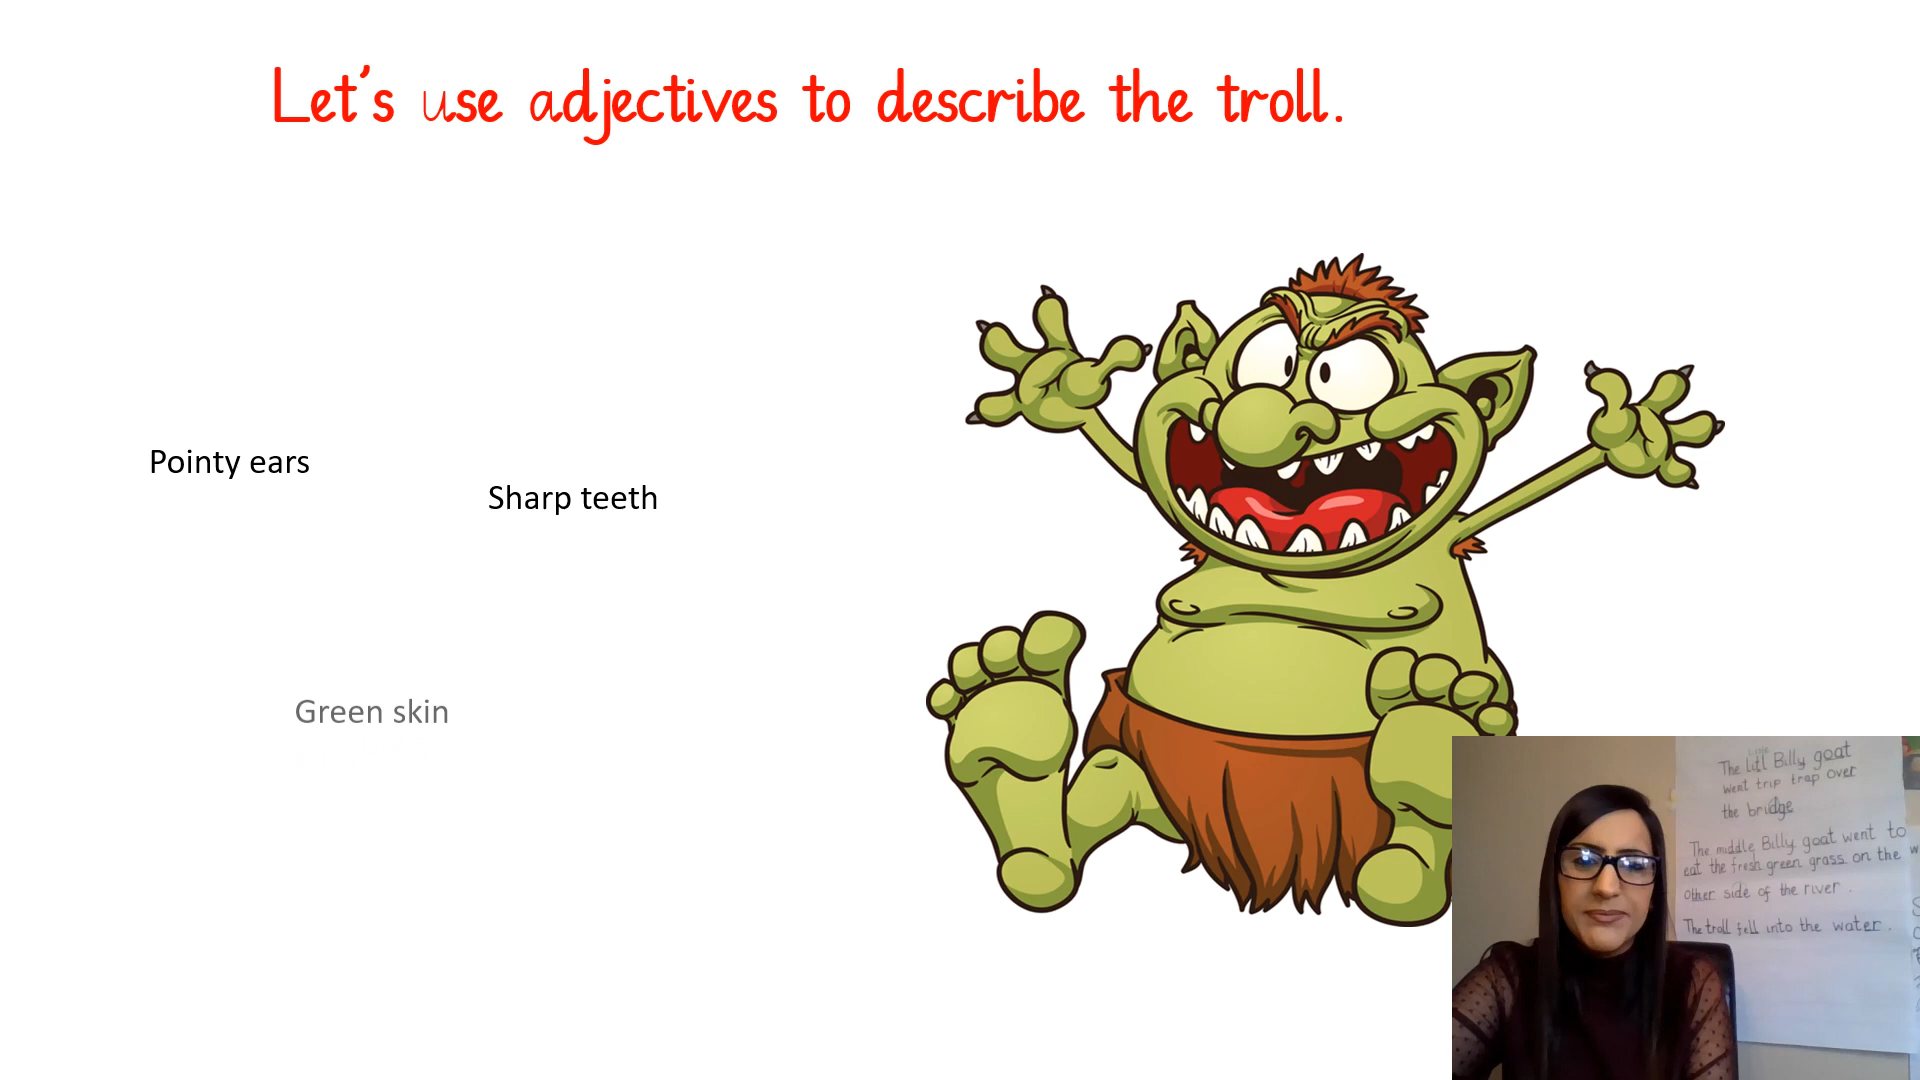 Let's use adjectives to describe the troll.
Pointy ears
Sharp teeth
Green skin
The litl Billy goat
went trip trap over
the bridge
The middle Billy goat went to
eat the fresh green grass on the
other side of the river.
The troll fell into the water.